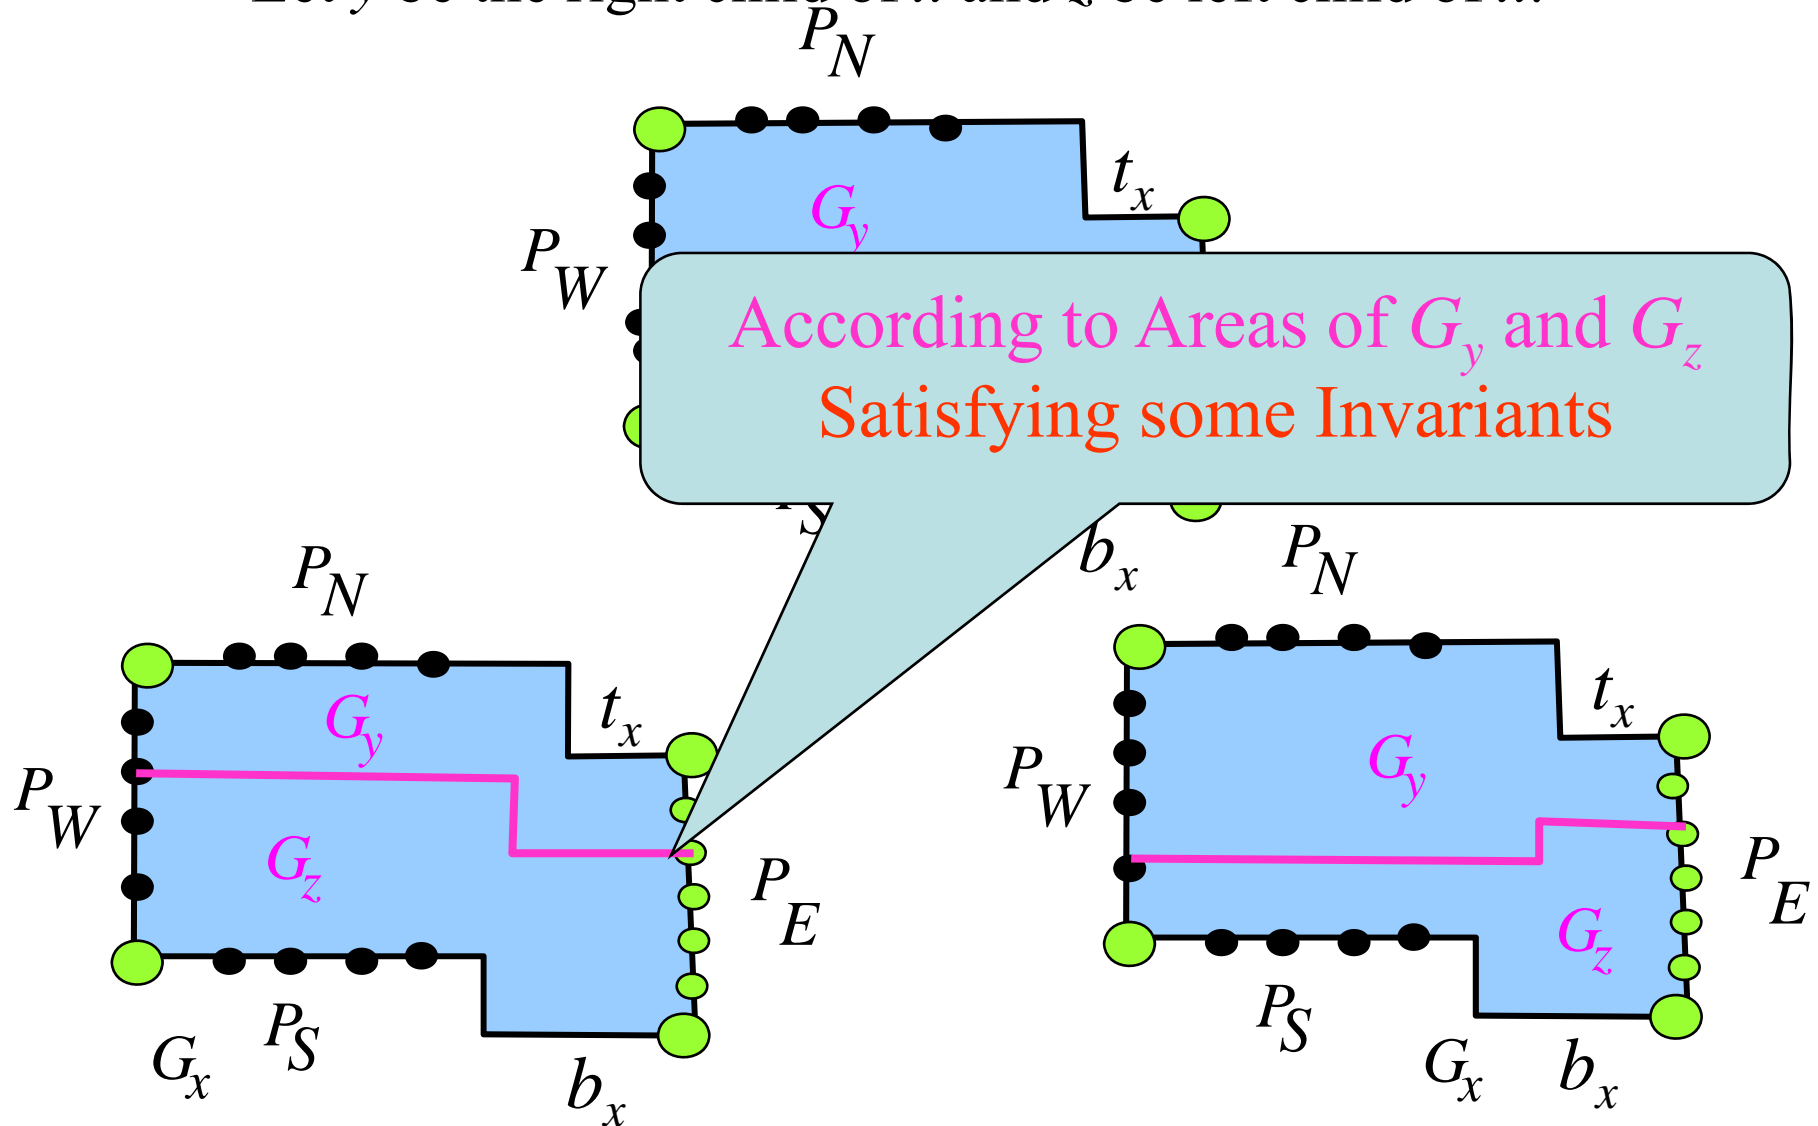 P_N
t_x
G_y
P_W
According to Areas of G_y and G_z
Satisfying some Invariants
b_x
P_N
P_N
t_x
t_x
G_y
G_y
P_W
P_W
G_z
P_E
P_E
G_z
P_S
P_S
G_x
b_x
G_x
b_x